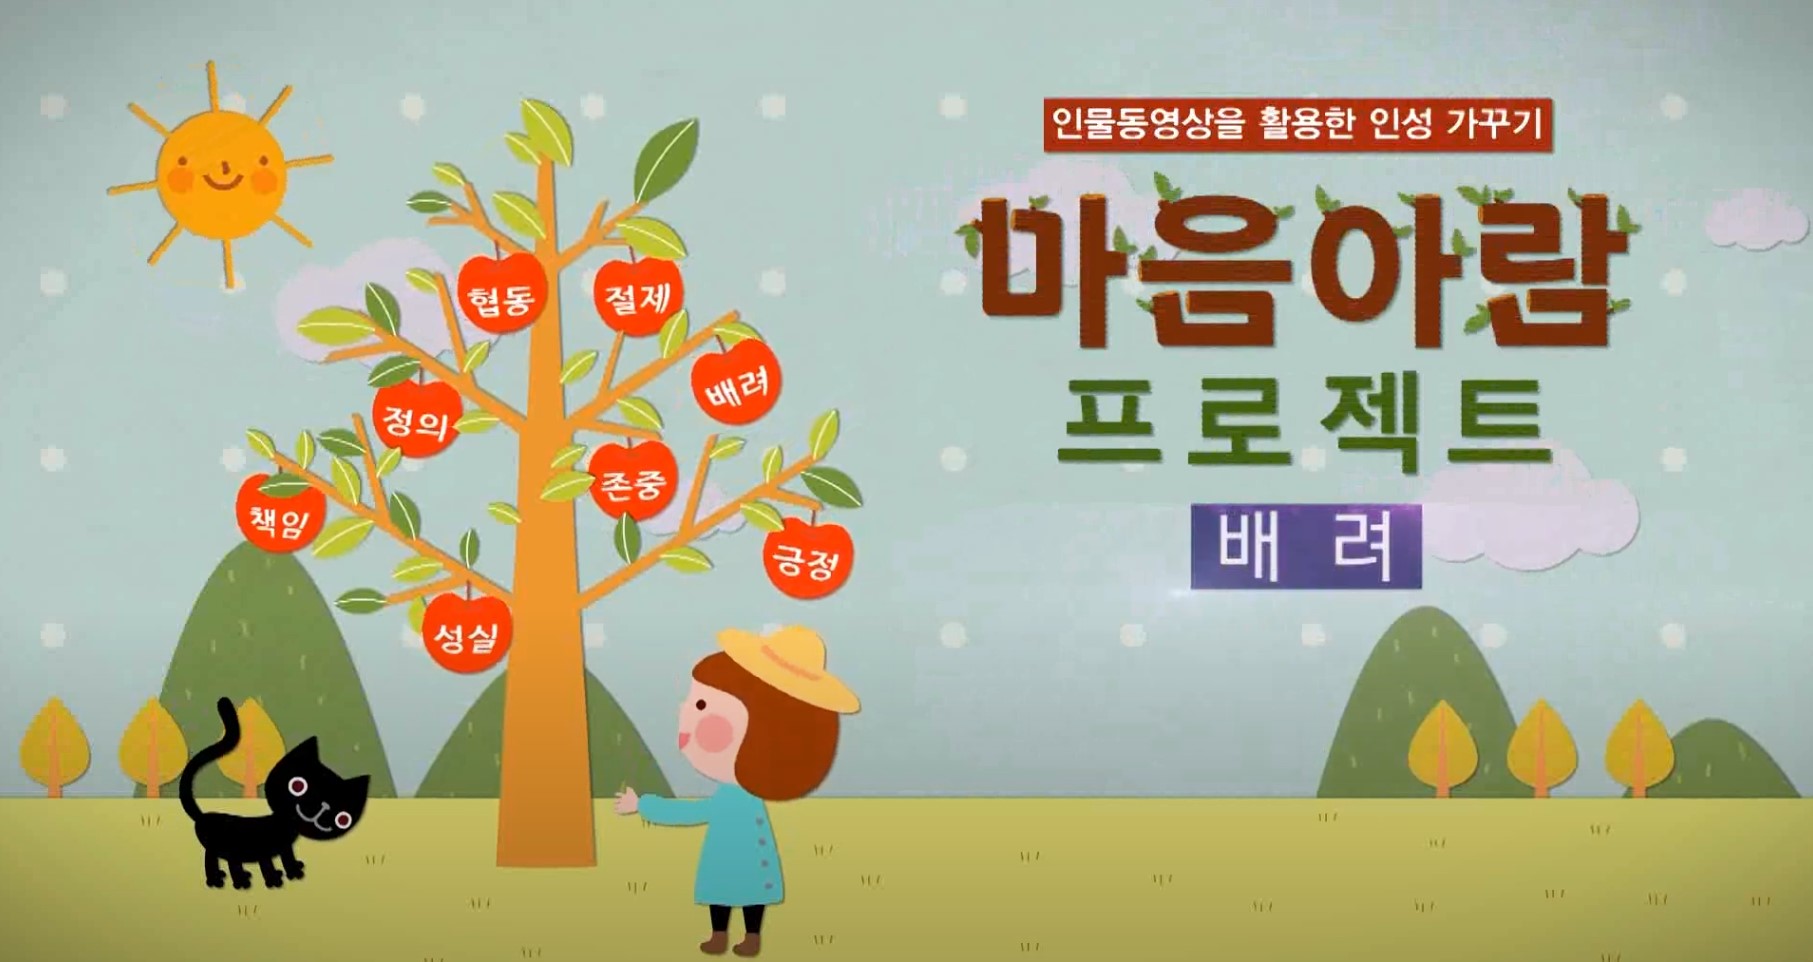 인물동영상을 활용한 인성 가꾸기
마음아람
프로젝트
배 려
협동
절제
배려
정의
존중
책임
긍정
성실